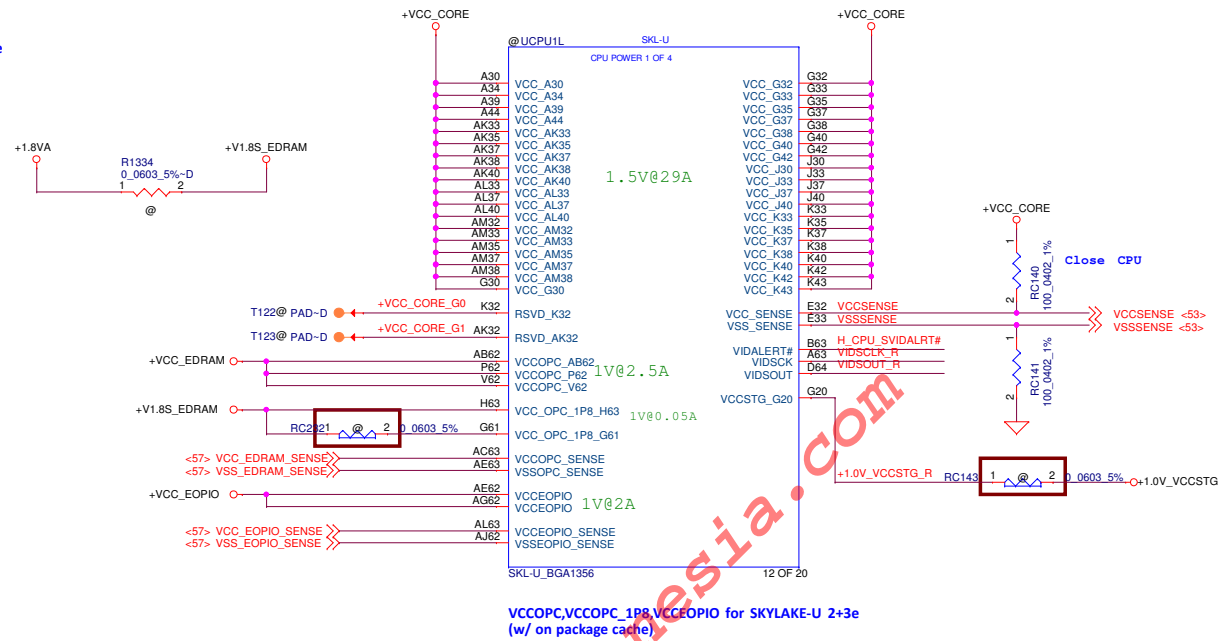 +VCC_CORE
+VCC_CORE
@ UCPU1L
SKL-U
CPU POWER 1 OF 4
A30 VCC_A30
A34 VCC_A34
A39 VCC_A39
A44 VCC_A44
AK33 VCC_AK33
AK35 VCC_AK35
AK37 VCC_AK37
AK38 VCC_AK38
AK40 VCC_AK40
AL33 VCC_AL33
AL37 VCC_AL37
AL40 VCC_AL40
AM32 VCC_AM32
AM33 VCC_AM33
AM35 VCC_AM35
AM37 VCC_AM37
AM38 VCC_AM38
G30 VCC_G30
VCC_G32 G32
VCC_G33 G33
VCC_G35 G35
VCC_G37 G37
VCC_G38 G38
VCC_G40 G40
VCC_G42 G42
VCC_J30 J30
VCC_J33 J33
VCC_J37 J37
VCC_J40 J40
VCC_K33 K33
VCC_K35 K35
VCC_K37 K37
VCC_K38 K38
VCC_K40 K40
VCC_K42 K42
VCC_K43 K43
1.5V@29A
+1.8VA
+V1.8S_EDRAM
R1334
0_0603_5%~D
1 2
@
+VCC_CORE
1
RC140
100_0402_1%
2
Close CPU
T122@ PAD~D +VCC_CORE_G0 K32 RSVD_K32
T123@ PAD~D +VCC_CORE_G1 AK32 RSVD_AK32
VCC_SENSE E32 VCCSENSE
VSS_SENSE E33 VSSSENSE
VCCSENSE <53>
VSSSENSE <53>
VIDALERT# B63 H_CPU_SVIDALRT#
VIDSCK A63 VIDSCLK_R
VIDSOUT D64 VIDSOUT_R
1
RC141
100_0402_1%
2
+VCC_EDRAM
AB62 VCCOPC_AB62
P62 VCCOPC_P62
V62 VCCOPC_V62
1V@2.5A
VCCSTG_G20 G20
+V1.8S_EDRAM
H63 VCC_OPC_1P8_H63
1V@0.05A
RC202 1 @ 2 0_0603_5%
G61 VCC_OPC_1P8_G61
<57> VCC_EDRAM_SENSE AC63 VCCOPC_SENSE
<57> VSS_EDRAM_SENSE AE63 VSSOPC_SENSE
+1.0V_VCCSTG_R RC143 1 @ 2 0_0603_5% +1.0V_VCCSTG
+VCC_EOPIO
AE62 VCCEOPIO
AG62 VCCEOPIO
1V@2A
<57> VCC_EOPIO_SENSE AL63 VCCEOPIO_SENSE
<57> VSS_EOPIO_SENSE AJ62 VSSEOPIO_SENSE
SKL-U_BGA1356
12 OF 20
VCCOPC,VCCOPC_1P8,VCCEOPIO for SKYLAKE-U 2+3e
(w/ on package cache)
nesia.com